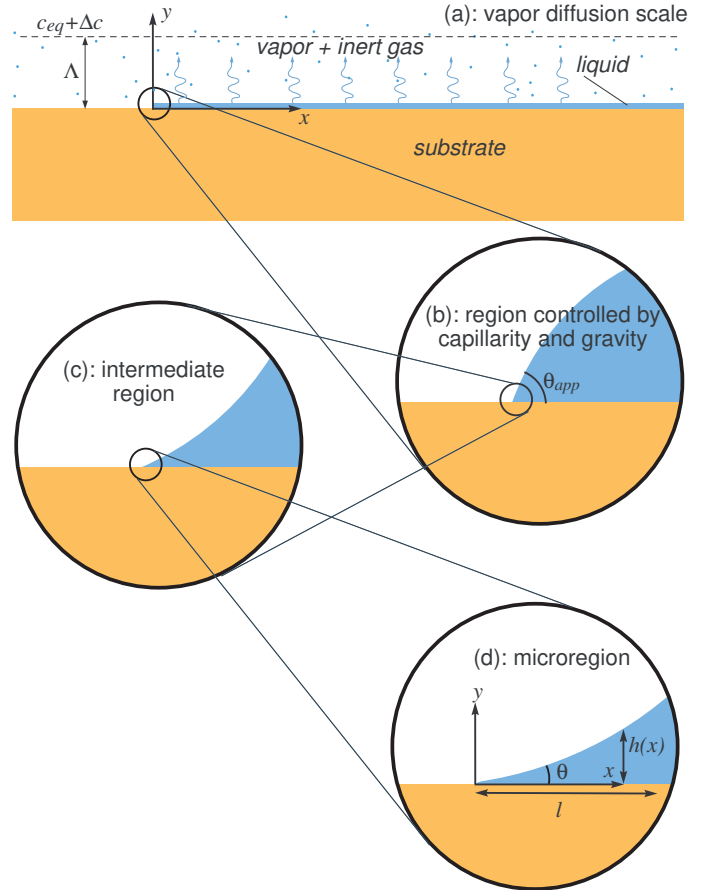 (a): vapor diffusion scale
c_eq+Δc
y
vapor + inert gas
Λ
liquid
x
substrate
(b): region controlled by
capillarity and gravity
θ_app
(c): intermediate
region
(d): microregion
y
h(x)
θ
x
l